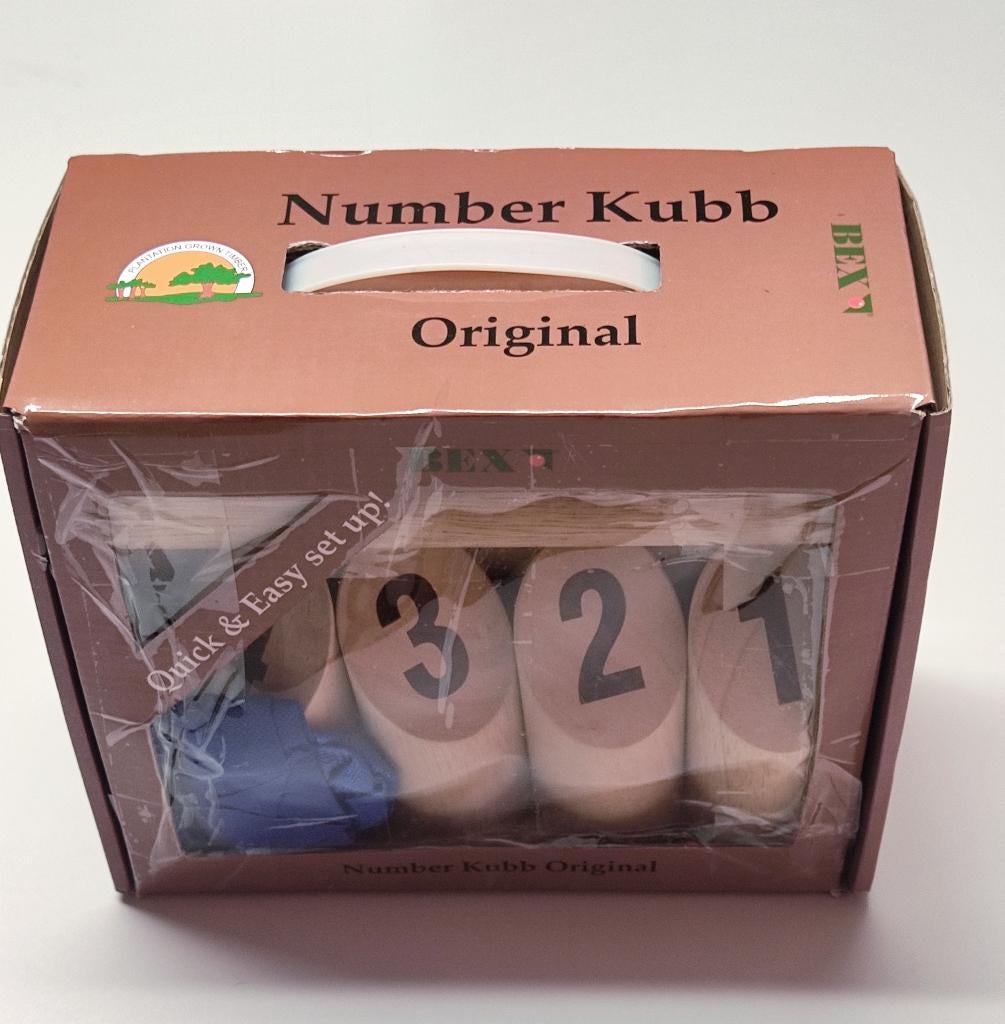 Number Kubb
PLANTATION GROWN TIMBER
BEX
Original
BEX
Quick & Easy set up!
3 2 1
Number Kubb Original